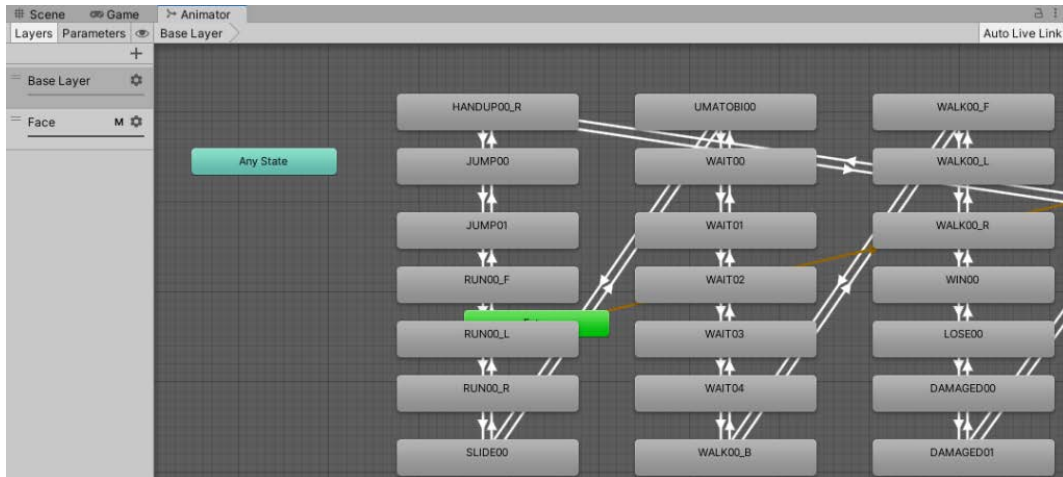 Scene Game Animator
Layers Parameters Base Layer Auto Live Link
Base Layer
Face M
Any State
HANDUP00_R
JUMP00
JUMP01
RUN00_F
RUN00_L
RUN00_R
SLIDE00
UMATOBI00
WAIT00
WAIT01
WAIT02
WAIT03
WAIT04
WALK00_B
WALK00_F
WALK00_L
WALK00_R
WIN00
LOSE00
DAMAGED00
DAMAGED01